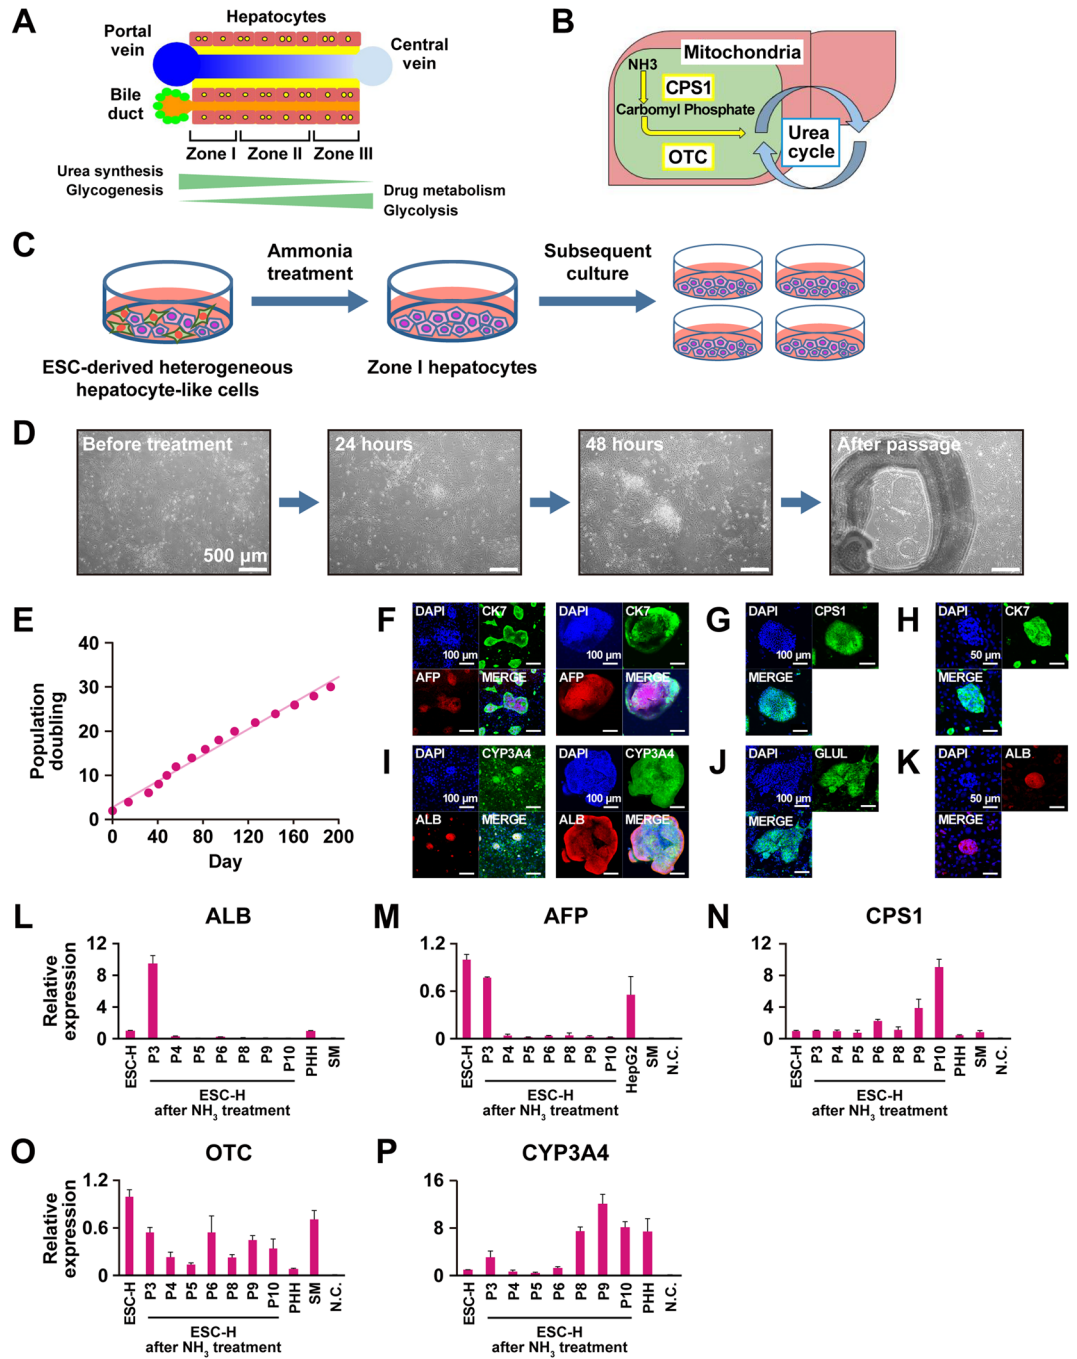 A
Hepatocytes
Portal
vein
Central
vein
Bile
duct
Zone I
Zone II
Zone III
Urea synthesis
Glycogenesis
Drug metabolism
Glycolysis
B
Mitochondria
NH3
CPS1
Carbomyl Phosphate
OTC
Urea
cycle
C
Ammonia
treatment
Subsequent
culture
ESC-derived heterogeneous
hepatocyte-like cells
Zone I hepatocytes
D
Before treatment
500 µm
24 hours
48 hours
After passage
E
Population
doubling
40
30
20
10
0
0
40
80
120
160
200
Day
F
DAPI
100 µm
CK7
AFP
MERGE
DAPI
100 µm
CK7
AFP
MERGE
G
DAPI
100 µm
CPS1
MERGE
H
DAPI
50 µm
CK7
MERGE
I
DAPI
100 µm
CYP3A4
ALB
MERGE
DAPI
100 µm
CYP3A4
ALB
MERGE
J
DAPI
100 µm
GLUL
MERGE
K
DAPI
50 µm
ALB
MERGE
L
ALB
Relative
expression
12
8
4
0
ESC-H
P3
P4
P5
P6
P8
P9
P10
PHH
SM
ESC-H
after NH3 treatment
M
AFP
1.2
0.6
0
ESC-H
P3
P4
P5
P6
P8
P9
P10
HepG2
SM
N.C.
ESC-H
after NH3 treatment
N
CPS1
12
8
4
0
ESC-H
P3
P4
P5
P6
P8
P9
P10
PHH
SM
N.C.
ESC-H
after NH3 treatment
O
OTC
Relative
expression
1.2
0.6
0
ESC-H
P3
P4
P5
P6
P8
P9
P10
PHH
SM
N.C.
ESC-H
after NH3 treatment
P
CYP3A4
16
8
0
ESC-H
P3
P4
P5
P6
P8
P9
P10
PHH
N.C.
ESC-H
after NH3 treatment